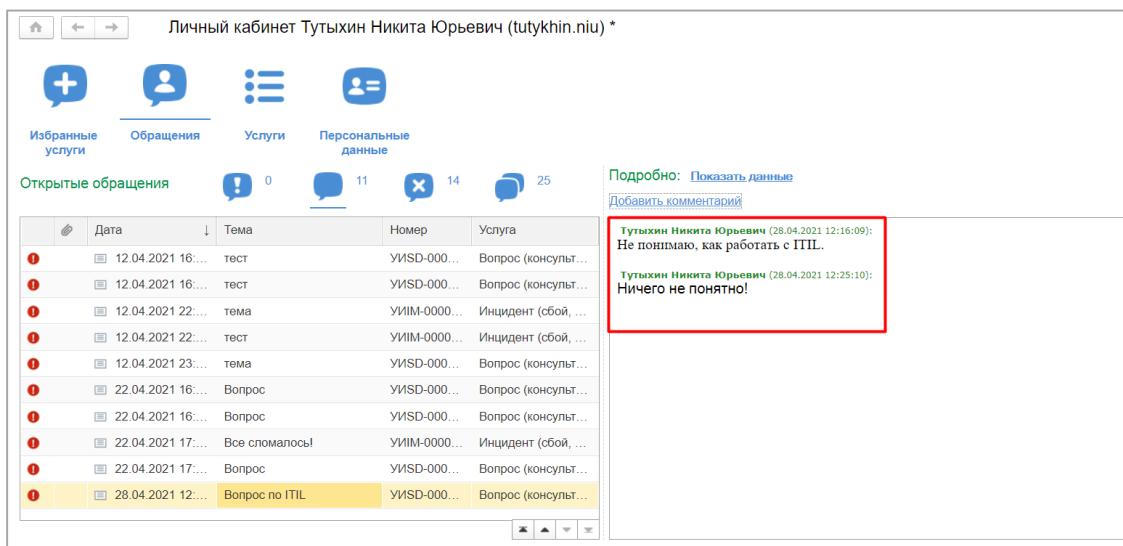 Личный кабинет Тутыхин Никита Юрьевич (tutykhin.niu) *
Избранные услуги
Обращения
Услуги
Персональные данные
Открытые обращения
0
11
14
25
Подробно: Показать данные
Добавить комментарий
Дата ↓ Тема Номер Услуга
12.04.2021 16:... тест УИSD-000... Вопрос (консульт...
12.04.2021 16:... тест УИSD-000... Вопрос (консульт...
12.04.2021 22:... тема УИIM-0000... Инцидент (сбой, ...
12.04.2021 22:... тест УИIM-0000... Инцидент (сбой, ...
12.04.2021 23:... тема УИSD-000... Вопрос (консульт...
22.04.2021 16:... Вопрос УИSD-000... Вопрос (консульт...
22.04.2021 16:... Вопрос УИSD-000... Вопрос (консульт...
22.04.2021 17:... Все сломалось! УИIM-0000... Инцидент (сбой, ...
22.04.2021 17:... Вопрос УИSD-000... Вопрос (консульт...
28.04.2021 12:... Вопрос по ITIL УИSD-000... Вопрос (консульт...
Тутыхин Никита Юрьевич (28.04.2021 12:16:09):
Не понимаю, как работать с ITIL.
Тутыхин Никита Юрьевич (28.04.2021 12:25:10):
Ничего не понятно!